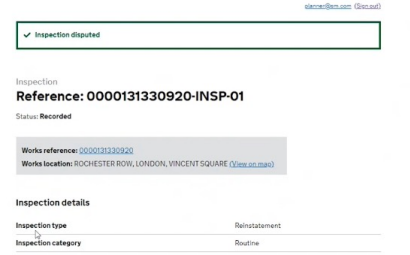 planner@sm.com (Sign out)
✓ Inspection disputed
Inspection
Reference: 0000131330920-INSP-01
Status: Recorded
Works reference: 0000131330920
Works location: ROCHESTER ROW, LONDON, VINCENT SQUARE (View on map)
Inspection details
Inspection type Reinstatement
Inspection category Routine